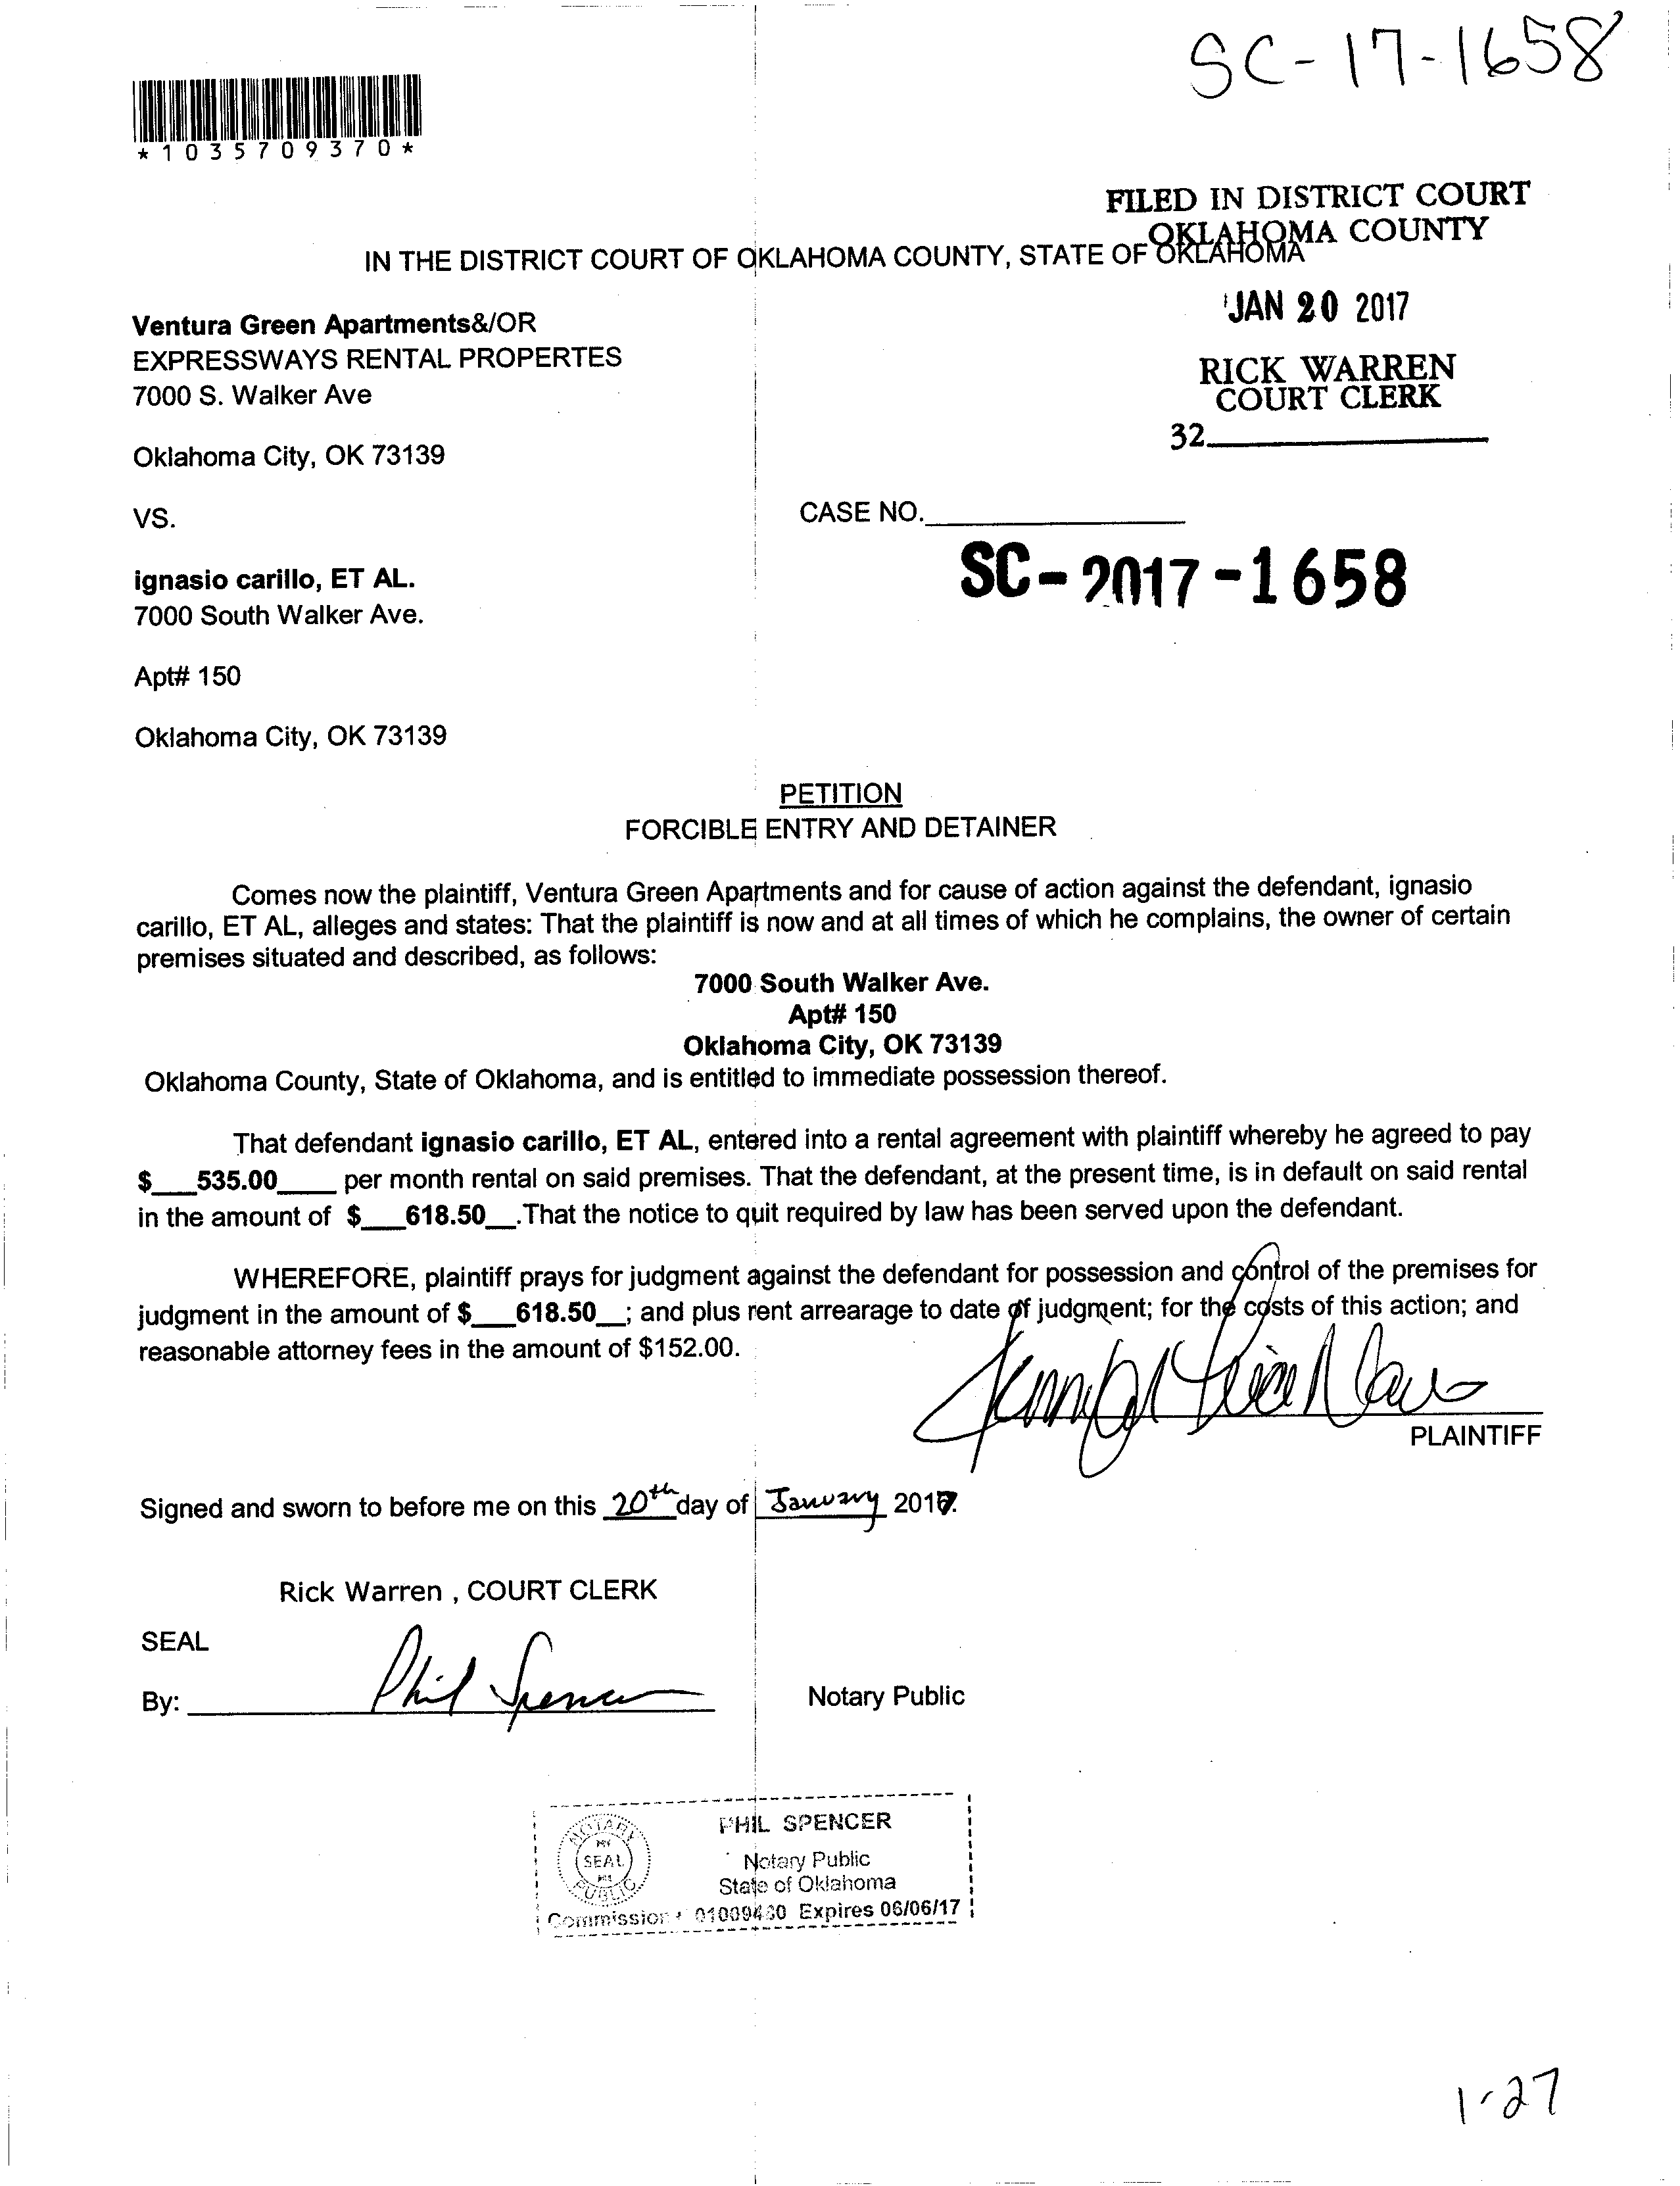 SC-17-1658
*1035709370*
FILED IN DISTRICT COURT
OKLAHOMA COUNTY
IN THE DISTRICT COURT OF OKLAHOMA COUNTY, STATE OF OKLAHOMA
JAN 20 2017
Ventura Green Apartments&/OR
EXPRESSWAYS RENTAL PROPERTES
7000 S. Walker Ave
RICK WARREN
COURT CLERK
32
Oklahoma City, OK 73139
VS.
CASE NO.
SC-2017-1658
ignasio carillo, ET AL.
7000 South Walker Ave.
Apt# 150
Oklahoma City, OK 73139
PETITION
FORCIBLE ENTRY AND DETAINER
Comes now the plaintiff, Ventura Green Apartments and for cause of action against the defendant, ignasio
carillo, ET AL, alleges and states: That the plaintiff is now and at all times of which he complains, the owner of certain
premises situated and described, as follows:
7000 South Walker Ave.
Apt# 150
Oklahoma City, OK 73139
Oklahoma County, State of Oklahoma, and is entitled to immediate possession thereof.
That defendant ignasio carillo, ET AL, entered into a rental agreement with plaintiff whereby he agreed to pay
$___535.00____ per month rental on said premises. That the defendant, at the present time, is in default on said rental
in the amount of $___618.50__.That the notice to quit required by law has been served upon the defendant.
WHEREFORE, plaintiff prays for judgment against the defendant for possession and control of the premises for
judgment in the amount of $___618.50__; and plus rent arrearage to date of judgment; for the costs of this action; and
reasonable attorney fees in the amount of $152.00.
PLAINTIFF
Signed and sworn to before me on this 20th day of January 2017.
Rick Warren , COURT CLERK
SEAL
By: Phil Spencer
Notary Public
PHIL SPENCER
NOTARY
SEAL
PUBLIC
Notary Public
State of Oklahoma
Commission # Expires 06/06/17
1-27